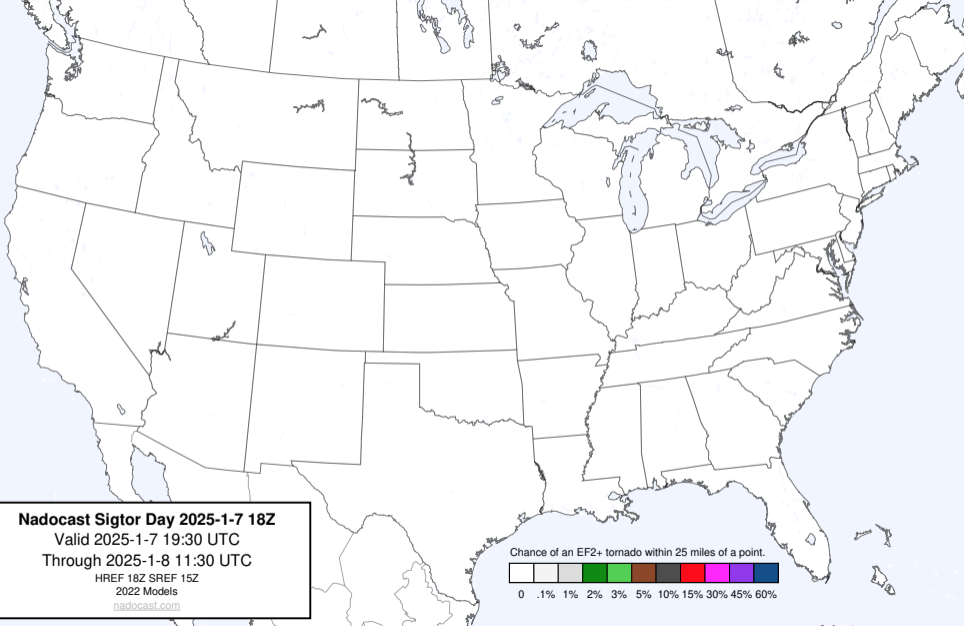 Nadocast Sigtor Day 2025-1-7 18Z
Valid 2025-1-7 19:30 UTC
Through 2025-1-8 11:30 UTC
HREF 18Z SREF 15Z
2022 Models
nadocast.com
Chance of an EF2+ tornado within 25 miles of a point.
0 .1% 1% 2% 3% 5% 10% 15% 30% 45% 60%